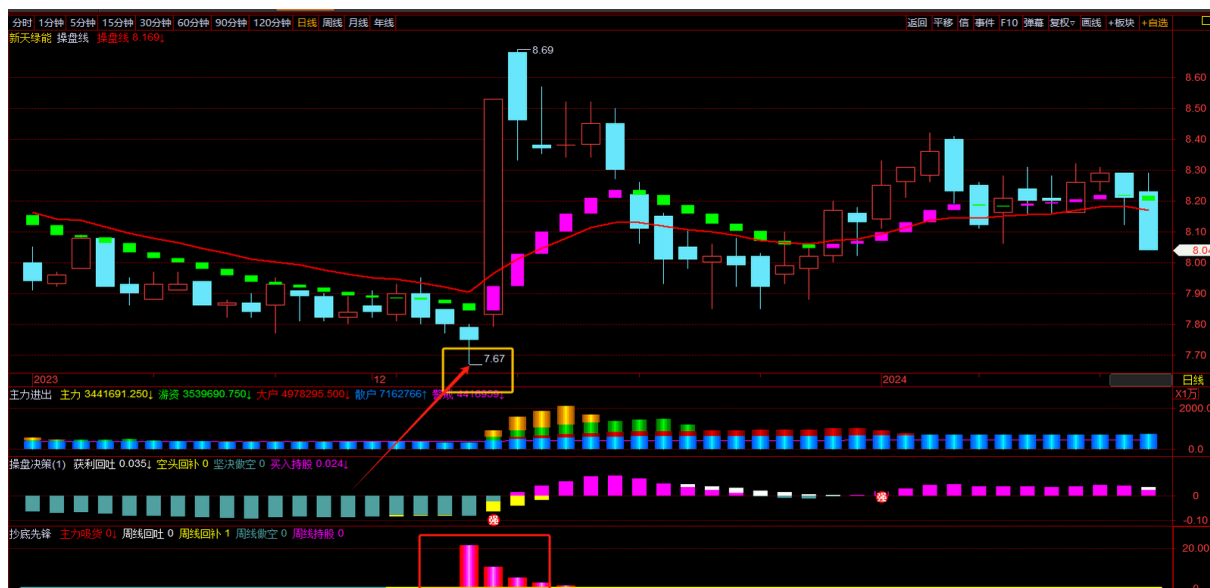 分时 1分钟 5分钟 15分钟 30分钟 60分钟 90分钟 120分钟 日线 周线 月线 年线 返回 平移 信 事件 F10 弹幕 复权▿ 画线 +板块 +自选
新天绿能 操盘线 操盘线 8.169↓
8.69
8.60
8.50
8.40
8.30
8.20
8.10
8.04
8.00
7.90
7.80
7.70
7.67
2023 12 2024 日线
主力进出 主力 3441691.250↓ 游资 3539690.750↓ 大户 4978295.500↓ 散户 7162766↑ 4416959↓ X1万
2000.0
0.0
操盘决策(1) 获利回吐 0.035↓ 空头回补 0 坚决做空 0 买入持股 0.024↓
强
强
0
-0.10
抄底先锋 主力吸货 0↓ 周线回吐 0 周线回补 1 周线做空 0 周线持股 0
20.00
0